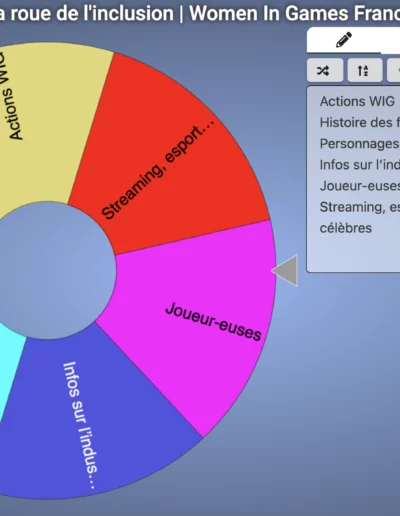 a roue de l'inclusion | Women In Games Franc
Actions WIG
Streaming, esport...
Joueur-euses
Infos sur l'indus...
Actions WIG
Histoire des f
Personnages
Infos sur l'ind
Joueur-euses
Streaming, es
célèbres